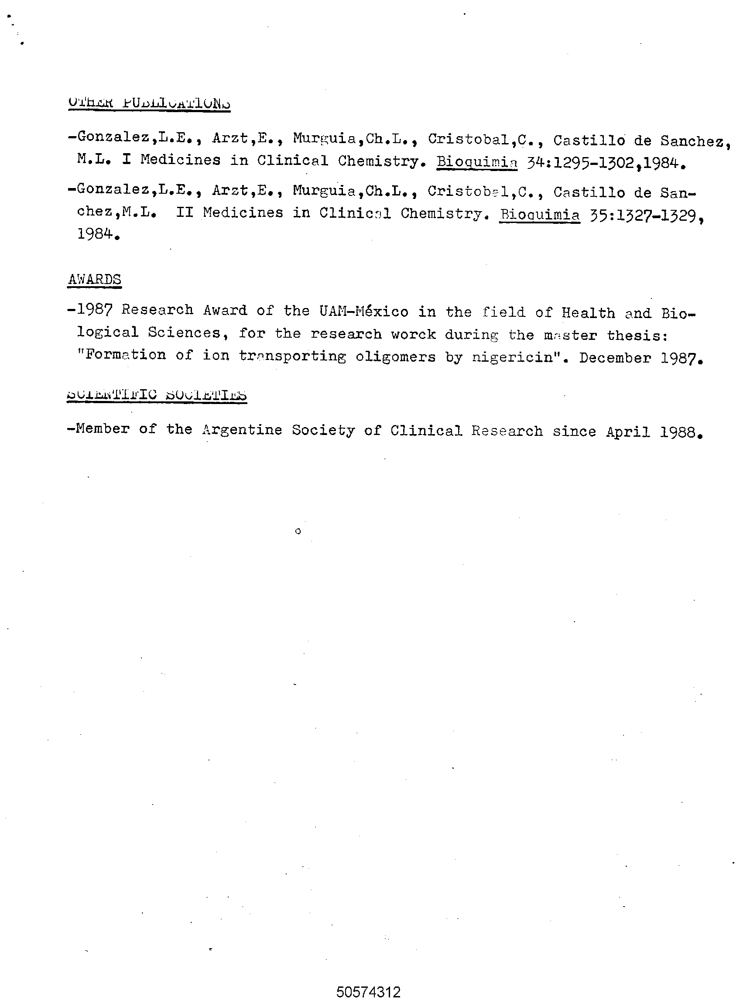 OTHER PUBLICATIONS
-Gonzalez,L.E., Arzt,E., Murguia,Ch.L., Cristobal,C., Castillo de Sanchez,
M.L. I Medicines in Clinical Chemistry. Bioquimia 34:1295-1302,1984.
-Gonzalez,L.E., Arzt,E., Murguia,Ch.L., Cristobal,C., Castillo de San-
chez,M.L. II Medicines in Clinical Chemistry. Bioquimia 35:1327-1329,
1984.
AWARDS
-1987 Research Award of the UAM-México in the field of Health and Bio-
logical Sciences, for the research worck during the master thesis:
"Formation of ion transporting oligomers by nigericin". December 1987.
SCIENTIFIC SOCIETIES
-Member of the Argentine Society of Clinical Research since April 1988.
50574312